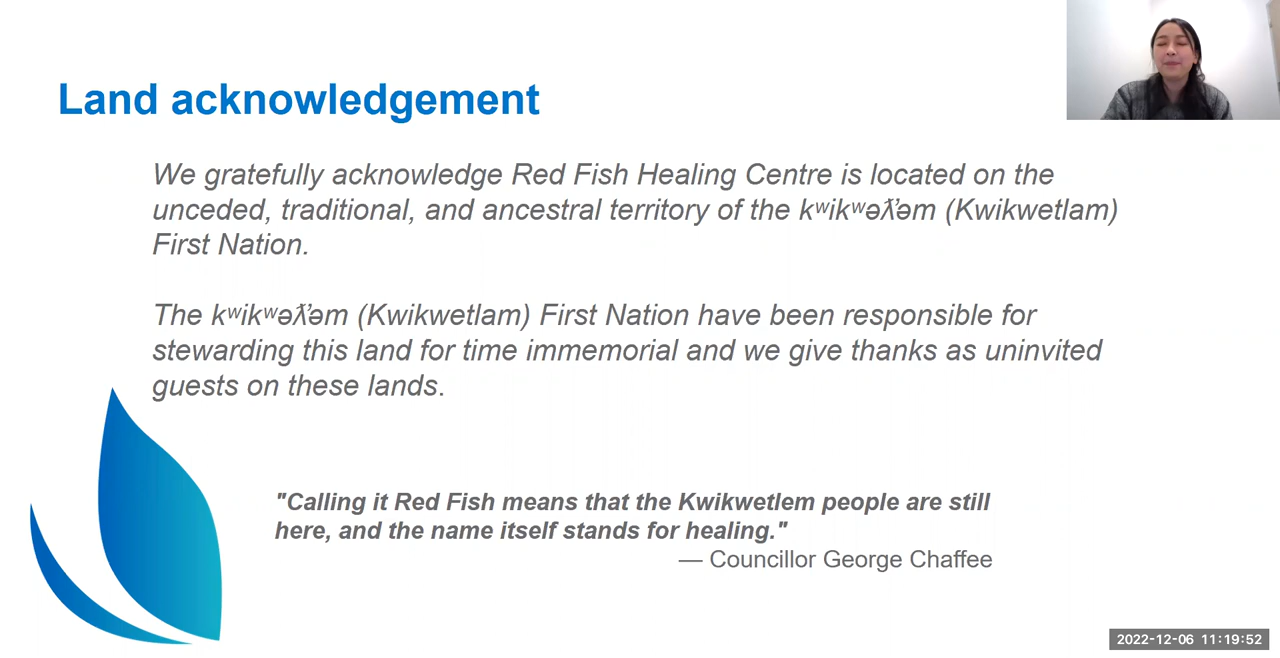 Land acknowledgement
We gratefully acknowledge Red Fish Healing Centre is located on the
unceded, traditional, and ancestral territory of the kʷikʷəƛ̓əm (Kwikwetlam)
First Nation.
The kʷikʷəƛ̓əm (Kwikwetlam) First Nation have been responsible for
stewarding this land for time immemorial and we give thanks as uninvited
guests on these lands.
"Calling it Red Fish means that the Kwikwetlem people are still
here, and the name itself stands for healing."
— Councillor George Chaffee
2022-12-06 11:19:52